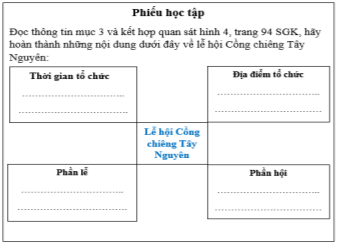 Phiếu học tập
Đọc thông tin mục 3 và kết hợp quan sát hình 4, trang 94 SGK, hãy
hoàn thành những nội dung dưới đây về lễ hội Cồng chiêng Tây
Nguyên:
Thời gian tổ chức
Địa điểm tổ chức
Lễ hội Cồng
chiêng Tây
Nguyên
Phần lễ
Phần hội